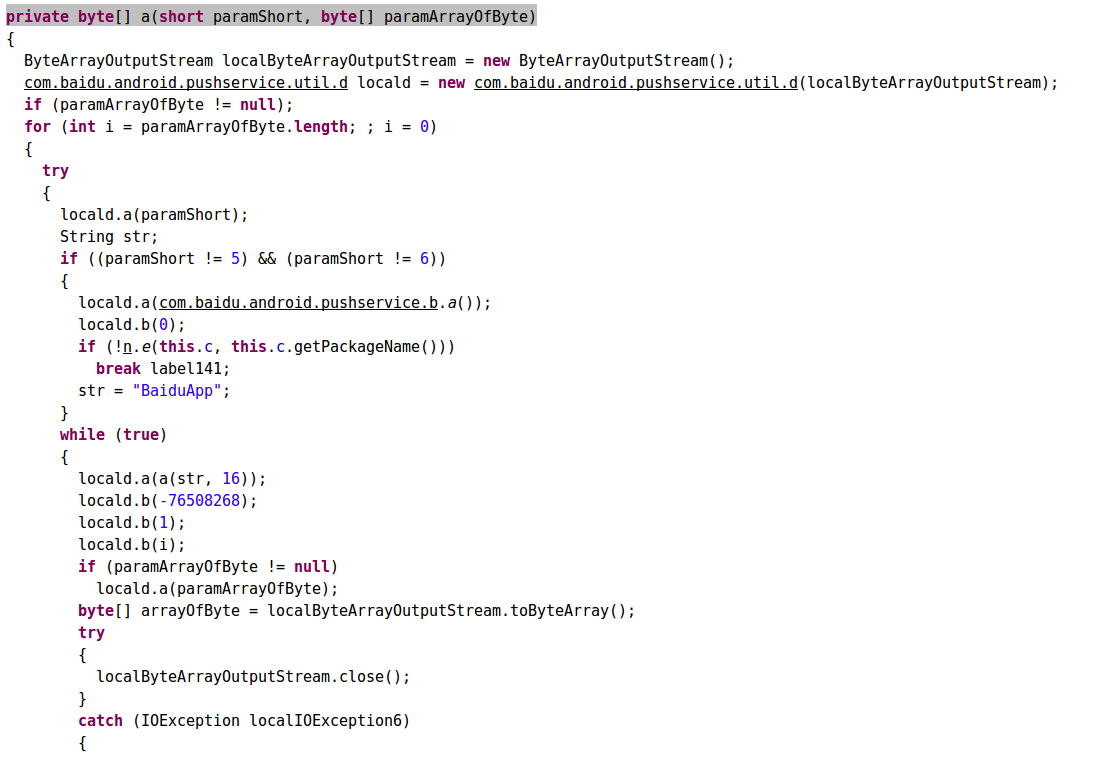 private byte[] a(short paramShort, byte[] paramArrayOfByte)
{
  ByteArrayOutputStream localByteArrayOutputStream = new ByteArrayOutputStream();
  com.baidu.android.pushservice.util.d locald = new com.baidu.android.pushservice.util.d(localByteArrayOutputStream);
  if (paramArrayOfByte != null);
  for (int i = paramArrayOfByte.length; ; i = 0)
  {
    try
    {
      locald.a(paramShort);
      String str;
      if ((paramShort != 5) && (paramShort != 6))
      {
        locald.a(com.baidu.android.pushservice.b.a());
        locald.b(0);
        if (!n.e(this.c, this.c.getPackageName()))
          break label141;
        str = "BaiduApp";
      }
      while (true)
      {
        locald.a(a(str, 16));
        locald.b(-76508268);
        locald.b(1);
        locald.b(i);
        if (paramArrayOfByte != null)
          locald.a(paramArrayOfByte);
        byte[] arrayOfByte = localByteArrayOutputStream.toByteArray();
        try
        {
          localByteArrayOutputStream.close();
        }
        catch (IOException localIOException6)
        {